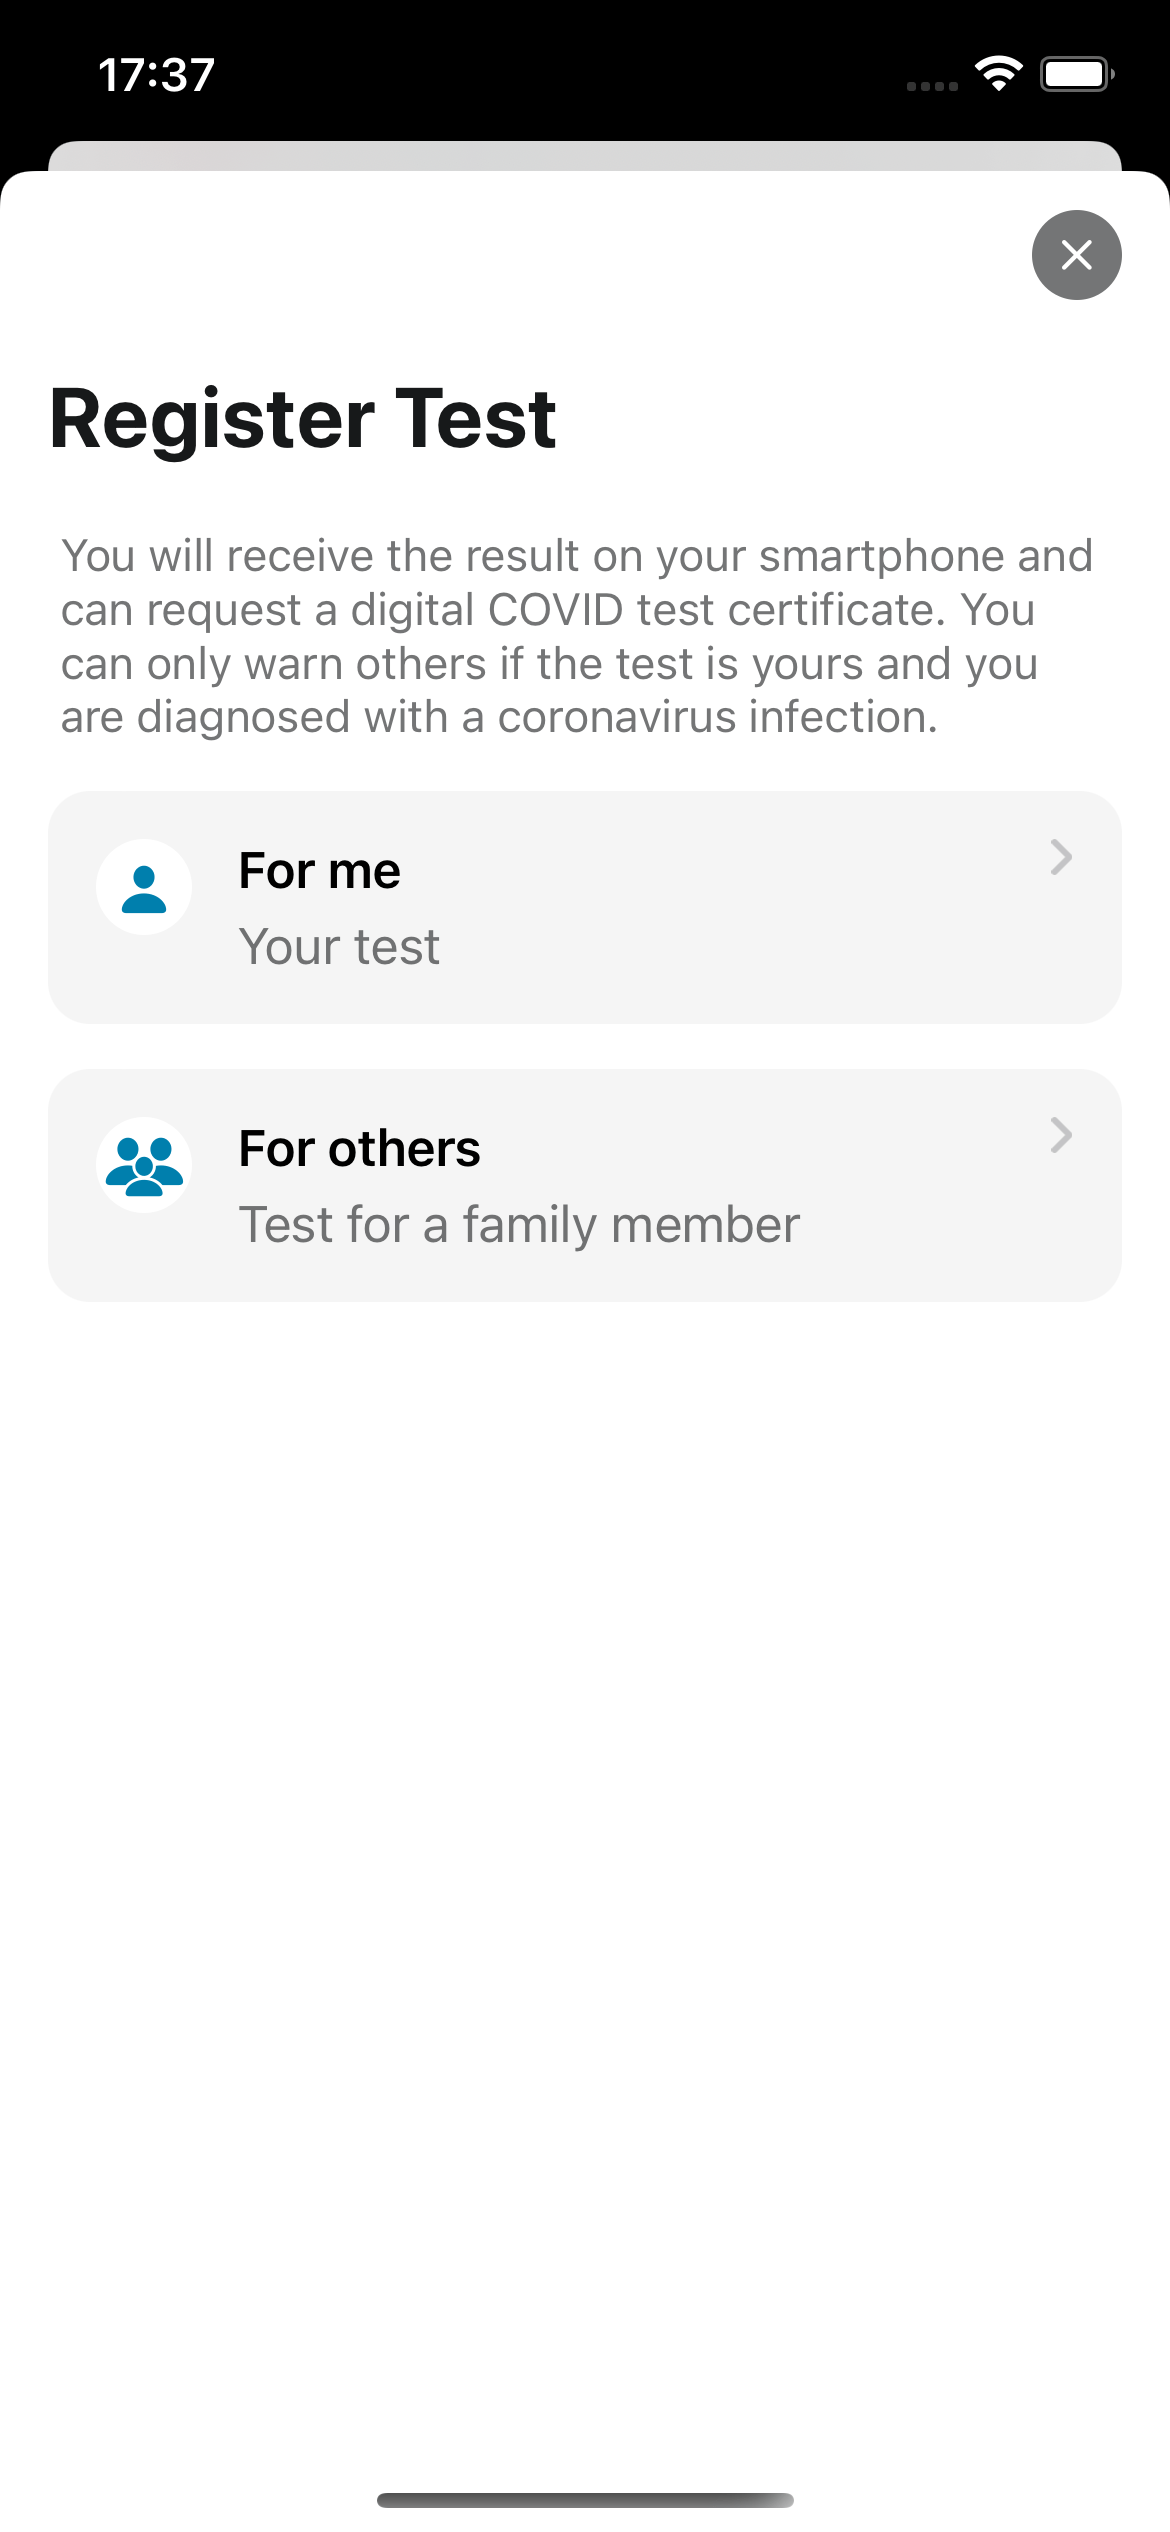 17:37
Register Test
You will receive the result on your smartphone and
can request a digital COVID test certificate. You
can only warn others if the test is yours and you
are diagnosed with a coronavirus infection.
For me
Your test
For others
Test for a family member